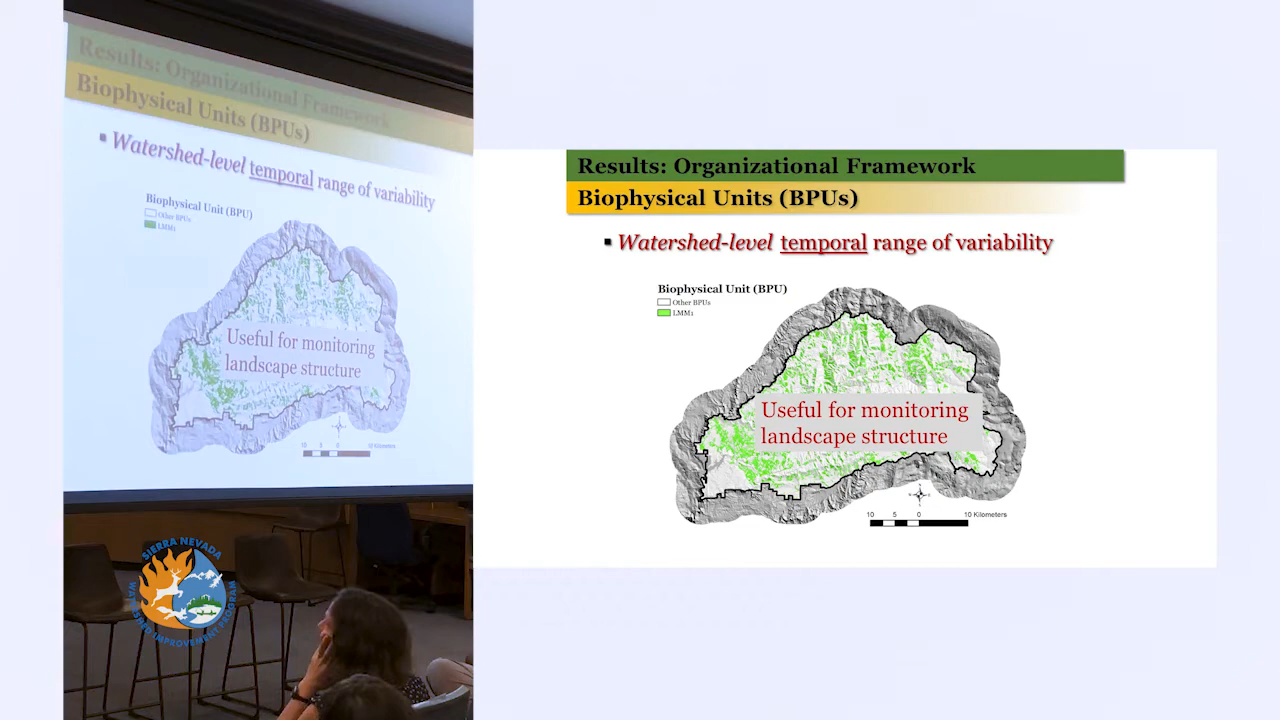 Results: Organizational Framework
Biophysical Units (BPUs)
▪ Watershed-level temporal range of variability
Biophysical Unit (BPU)
Other BPUs
LMM1
Useful for monitoring
landscape structure
10 5 0 10 Kilometers
SIERRA NEVADA
WATERSHED IMPROVEMENT PROGRAM
Results: Organizational Framework
Biophysical Units (BPUs)
▪ Watershed-level temporal range of variability
Biophysical Unit (BPU)
Other BPUs
LMM1
Useful for monitoring
landscape structure
10 5 0 10 Kilometers